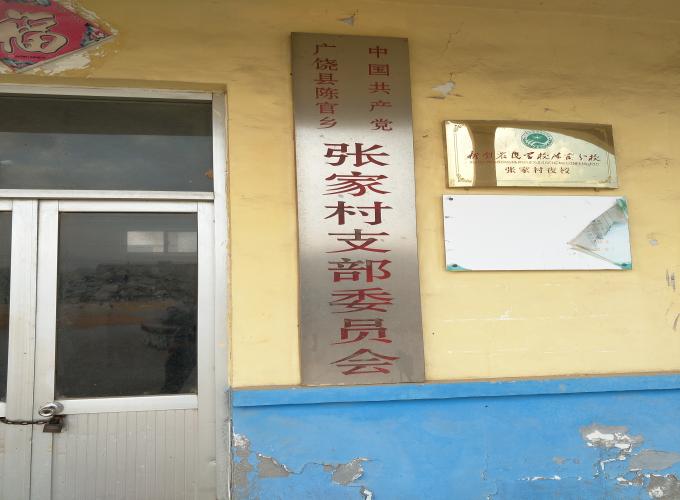 福
中国共产党
广饶县陈官乡
张家村支部委员会
张家村夜校